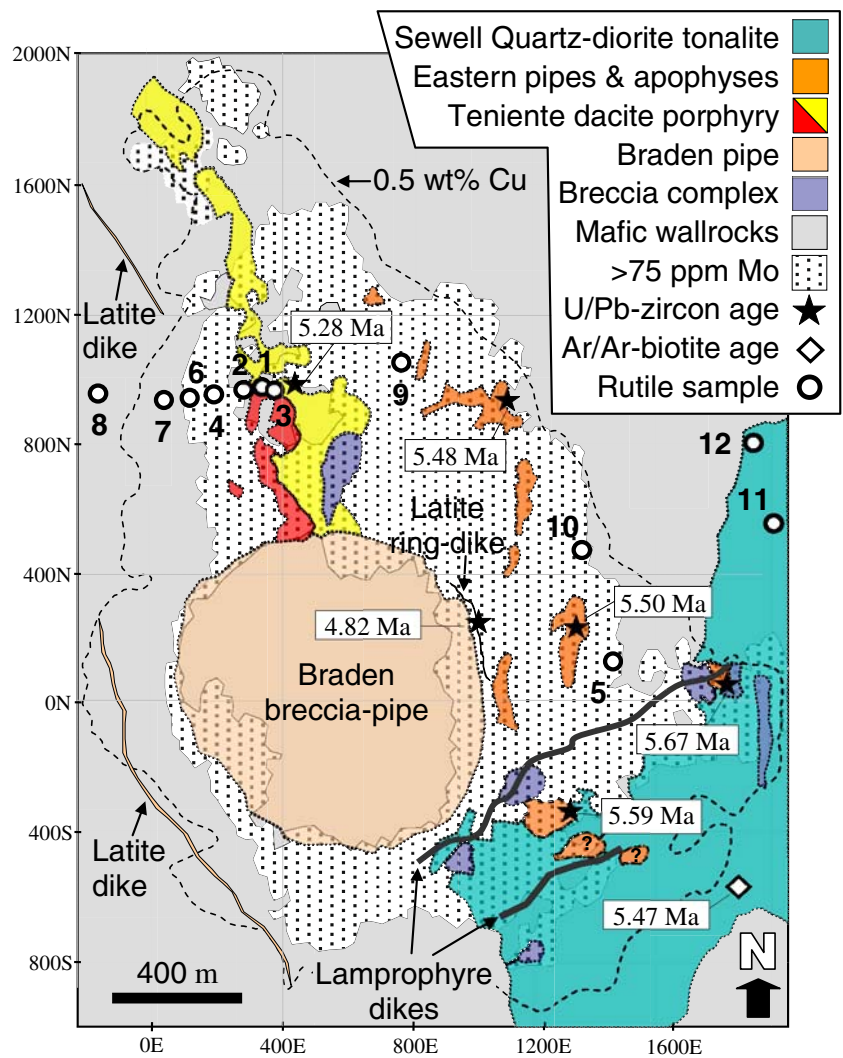 Sewell Quartz-diorite tonalite
Eastern pipes & apophyses
Teniente dacite porphyry
Braden pipe
Breccia complex
Mafic wallrocks
>75 ppm Mo
U/Pb-zircon age
Ar/Ar-biotite age
Rutile sample
2000N
1600N
1200N
800N
400N
0N
400S
800S
0.5 wt% Cu
Latite
dike
5.28 Ma
2
1
6
3
4
7
8
9
5.48 Ma
12
11
10
Latite
ring-dike
4.82 Ma
5.50 Ma
5
Braden
breccia-pipe
5.67 Ma
5.59 Ma
?
?
Latite
dike
5.47 Ma
Lamprophyre
dikes
400 m
N
0E
400E
800E
1200E
1600E